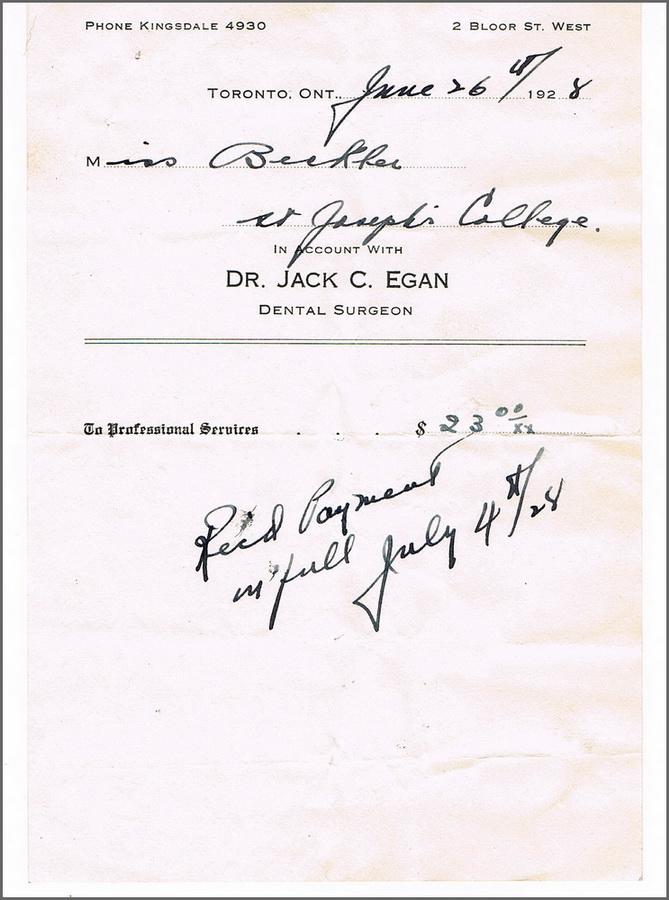 PHONE KINGSDALE 4930 2 BLOOR ST. WEST
TORONTO, ONT. June 26th/1928
Miss Beckker
St Joseph's College.
IN ACCOUNT WITH
DR. JACK C. EGAN
DENTAL SURGEON
To Professional Services . . . $ 23 00/xx
Rec'd Payment
in full July 4th/28